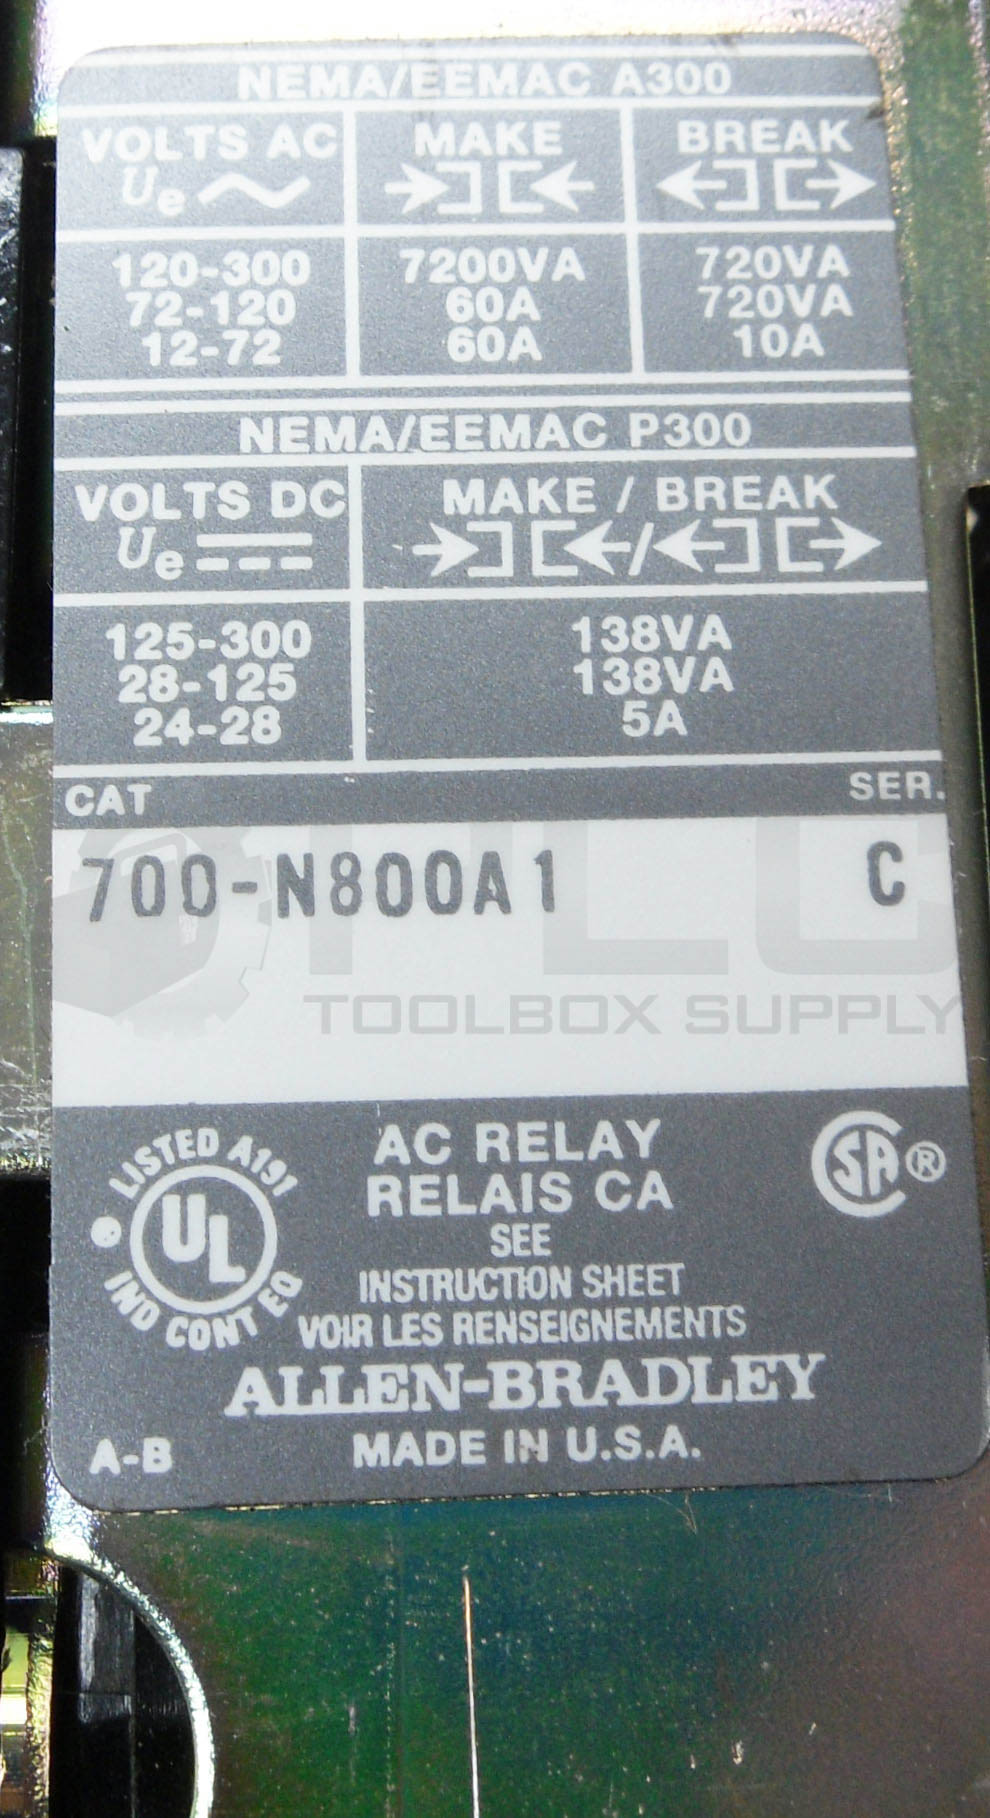 NEMA/EEMAC A300
VOLTS AC MAKE BREAK
Ue
120-300 7200VA 720VA
72-120 60A 720VA
12-72 60A 10A
NEMA/EEMAC P300
VOLTS DC MAKE / BREAK
Ue /
125-300 138VA
28-125 138VA
24-28 5A
CAT SER.
700-N800A1 C
PLC
TOOLBOX SUPPLY
LISTED A191
UL
IND CONT EQ
AC RELAY
RELAIS CA
SEE
INSTRUCTION SHEET
VOIR LES RENSEIGNEMENTS
SA ®
ALLEN-BRADLEY
A-B MADE IN U.S.A.